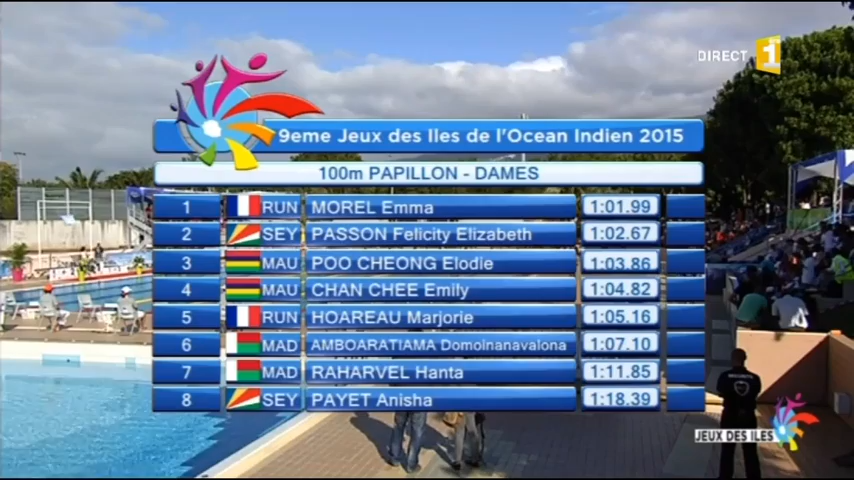 DIRECT 1
9eme Jeux des Iles de l'Ocean Indien 2015
100m PAPILLON - DAMES
1 RUN MOREL Emma 1:01.99
2 SEY PASSON Felicity Elizabeth 1:02.67
3 MAU POO CHEONG Elodie 1:03.86
4 MAU CHAN CHEE Emily 1:04.82
5 RUN HOAREAU Marjorie 1:05.16
6 MAD AMBOARATIAMA Domoinanavalona 1:07.10
7 MAD RAHARVEL Hanta 1:11.85
8 SEY PAYET Anisha 1:18.39
JEUX DES ILES